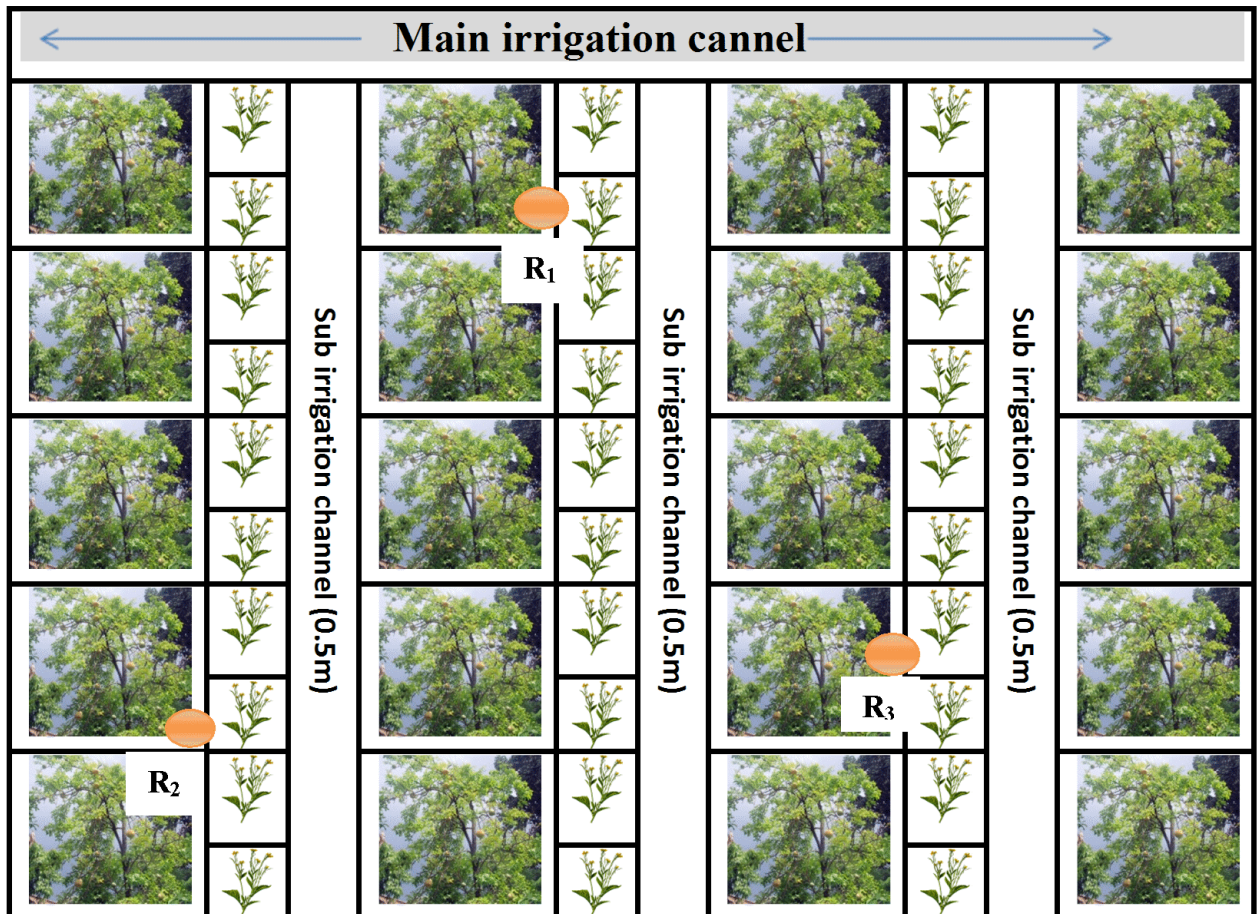 Main irrigation cannel
R₁
Sub irrigation channel (0.5m)
Sub irrigation channel (0.5m)
Sub irrigation channel (0.5m)
R₃
R₂